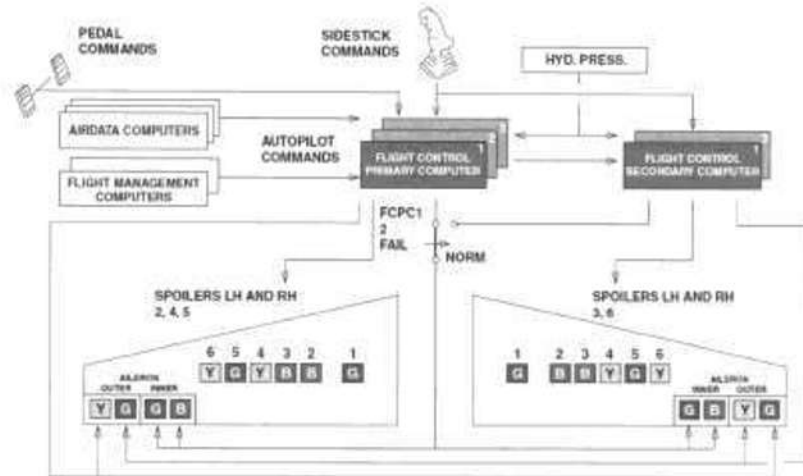 PEDAL
COMMANDS
SIDESTICK
COMMANDS
HYD. PRESS.
AIRDATA COMPUTERS
AUTOPILOT
COMMANDS
FLIGHT MANAGEMENT
COMPUTERS
3
2
1
FLIGHT CONTROL
PRIMARY COMPUTER
1
FLIGHT CONTROL
SECONDARY COMPUTER
FCPC1
2
FAIL
NORM
SPOILERS LH AND RH
2, 4, 5
SPOILERS LH AND RH
3, 6
6 5 4 3 2 1
Y G Y B B G
1 2 3 4 5 6
G B B Y G Y
AILERON
OUTER INNER
Y G G B
AILERON
INNER OUTER
G B Y G